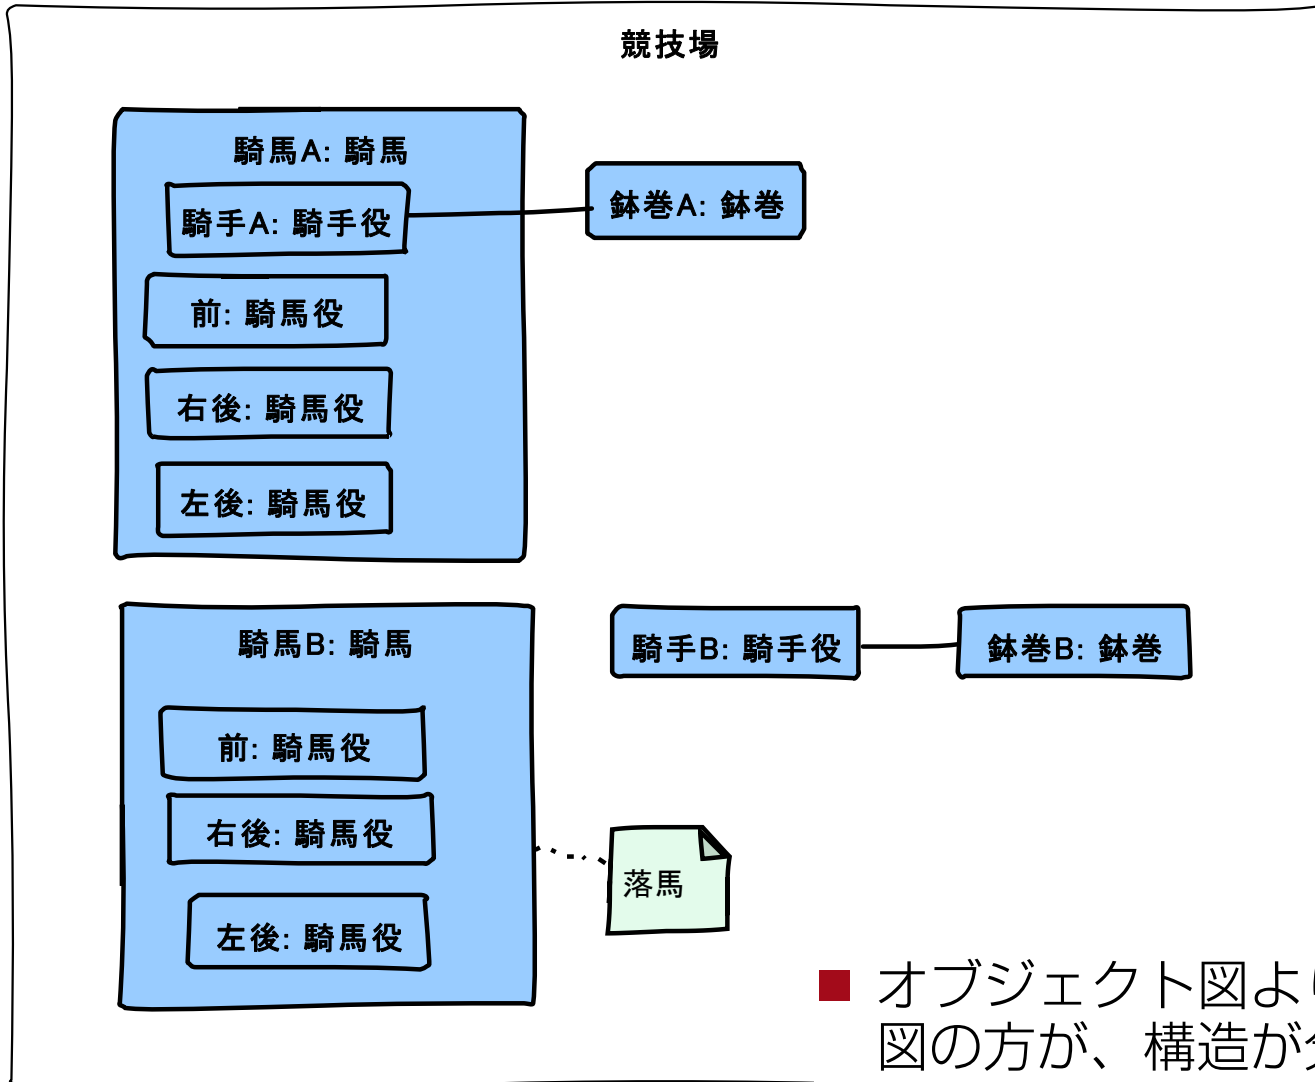 競技場
騎馬A: 騎馬
騎手A: 騎手役
鉢巻A: 鉢巻
前: 騎馬役
右後: 騎馬役
左後: 騎馬役
騎馬B: 騎馬
騎手B: 騎手役
鉢巻B: 鉢巻
前: 騎馬役
右後: 騎馬役
左後: 騎馬役
落馬
オブジェクト図よ
図の方が、構造が